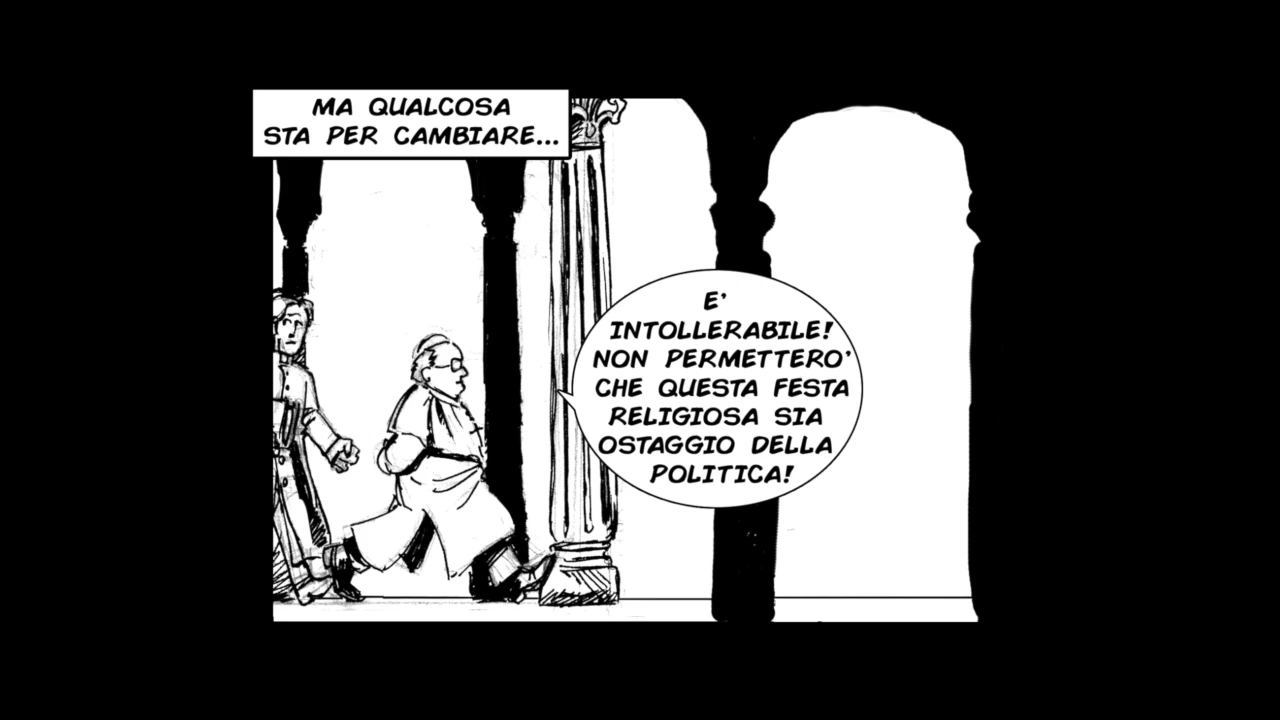 MA QUALCOSA
STA PER CAMBIARE...
E'
INTOLLERABILE!
NON PERMETTERO'
CHE QUESTA FESTA
RELIGIOSA SIA
OSTAGGIO DELLA
POLITICA!